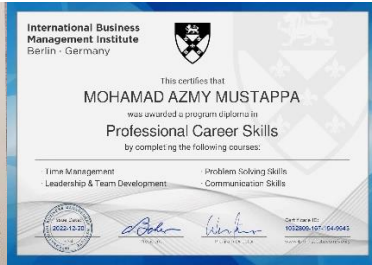 International Business
Management Institute
Berlin - Germany
This certifies that
MOHAMAD AZMY MUSTAPPA
was awarded a program diploma in
Professional Career Skills
by completing the following courses:
· Time Management
· Leadership & Team Development
· Problem Solving Skills
· Communication Skills
2022-12-20
Certificate ID: